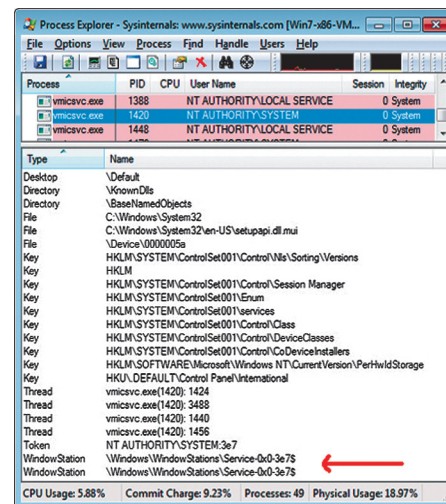 Process Explorer - Sysinternals: www.sysinternals.com [Win7-x86-VM...
File Options View Process Find Handle Users Help
Process PID CPU User Name Session Integrity
vmicsvc.exe 1388 NT AUTHORITY\LOCAL SERVICE 0 System
vmicsvc.exe 1420 NT AUTHORITY\SYSTEM 0 System
vmicsvc.exe 1448 NT AUTHORITY\LOCAL SERVICE 0 System
Type Name
Desktop \Default
Directory \KnownDlls
Directory \BaseNamedObjects
File C:\Windows\System32
File C:\Windows\System32\en-US\setupapi.dll.mui
File \Device\0000005a
Key HKLM\SYSTEM\ControlSet001\Control\Nls\Sorting\Versions
Key HKLM
Key HKLM\SYSTEM\ControlSet001\Control\Session Manager
Key HKLM\SYSTEM\ControlSet001\Enum
Key HKLM\SYSTEM\ControlSet001\services
Key HKLM\SYSTEM\ControlSet001\Control\Class
Key HKLM\SYSTEM\ControlSet001\Control\DeviceClasses
Key HKLM\SYSTEM\ControlSet001\Control\CoDeviceInstallers
Key HKLM\SOFTWARE\Microsoft\Windows NT\CurrentVersion\PerHwIdStorage
Key HKU\.DEFAULT\Control Panel\International
Thread vmicsvc.exe(1420): 1424
Thread vmicsvc.exe(1420): 3488
Thread vmicsvc.exe(1420): 1440
Thread vmicsvc.exe(1420): 1456
Token NT AUTHORITY\SYSTEM:3e7
WindowStation \Windows\WindowStations\Service-0x0-3e7$
WindowStation \Windows\WindowStations\Service-0x0-3e7$
CPU Usage: 5.88% Commit Charge: 9.23% Processes: 49 Physical Usage: 18.97%